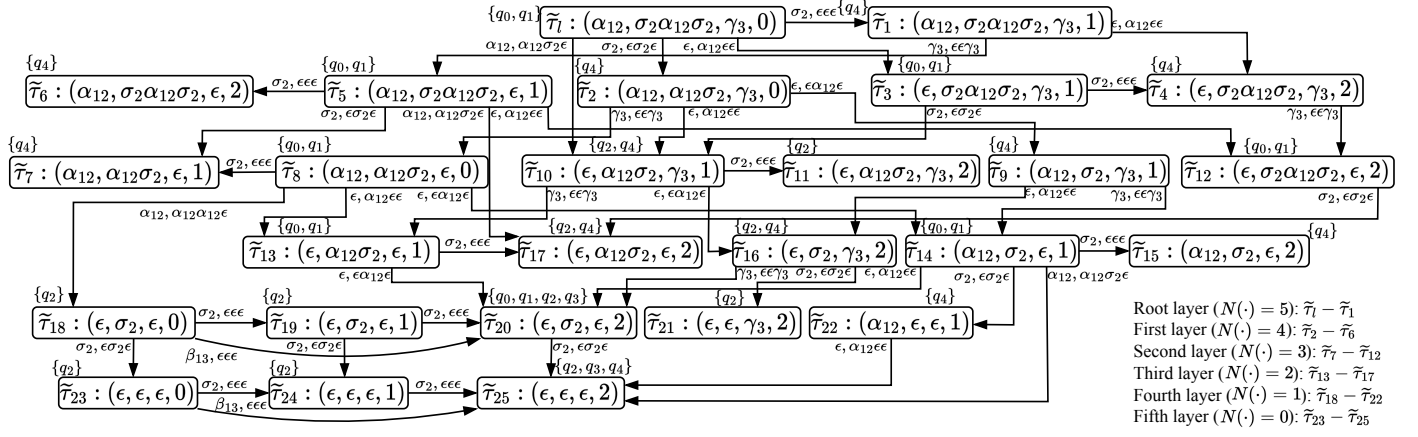 {q₀, q₁} τ̃_l : (α₁₂, σ₂α₁₂σ₂, γ₃, 0) σ₂, ϵϵϵ {q₄} τ̃₁ : (α₁₂, σ₂α₁₂σ₂, γ₃, 1) ϵ, α₁₂ϵϵ
α₁₂, α₁₂σ₂ϵ σ₂, ϵσ₂ϵ ϵ, α₁₂ϵϵ γ₃, ϵϵγ₃
{q₄} {q₀, q₁} {q₄} {q₀, q₁} {q₄}
τ̃₆ : (α₁₂, σ₂α₁₂σ₂, ϵ, 2) σ₂, ϵϵϵ τ̃₅ : (α₁₂, σ₂α₁₂σ₂, ϵ, 1) τ̃₂ : (α₁₂, α₁₂σ₂, γ₃, 0) ϵ, ϵα₁₂ϵ τ̃₃ : (ϵ, σ₂α₁₂σ₂, γ₃, 1) σ₂, ϵϵϵ τ̃₄ : (ϵ, σ₂α₁₂σ₂, γ₃, 2)
σ₂, ϵσ₂ϵ α₁₂, α₁₂σ₂ϵ ϵ, α₁₂ϵϵ γ₃, ϵϵγ₃ ϵ, α₁₂ϵϵ σ₂, ϵσ₂ϵ γ₃, ϵϵγ₃
{q₄} {q₀, q₁} {q₂, q₄} {q₂} {q₄} {q₀, q₁}
τ̃₇ : (α₁₂, α₁₂σ₂, ϵ, 1) σ₂, ϵϵϵ τ̃₈ : (α₁₂, α₁₂σ₂, ϵ, 0) τ̃₁₀ : (ϵ, α₁₂σ₂, γ₃, 1) σ₂, ϵϵϵ τ̃₁₁ : (ϵ, α₁₂σ₂, γ₃, 2) τ̃₉ : (α₁₂, σ₂, γ₃, 1) τ̃₁₂ : (ϵ, σ₂α₁₂σ₂, ϵ, 2)
α₁₂, α₁₂α₁₂ϵ ϵ, α₁₂ϵϵ ϵ, ϵα₁₂ϵ γ₃, ϵϵγ₃ ϵ, ϵα₁₂ϵ ϵ, α₁₂ϵϵ γ₃, ϵϵγ₃ σ₂, ϵσ₂ϵ
{q₀, q₁} {q₂, q₄} {q₂, q₄} {q₀, q₁} {q₄}
τ̃₁₃ : (ϵ, α₁₂σ₂, ϵ, 1) σ₂, ϵϵϵ τ̃₁₇ : (ϵ, α₁₂σ₂, ϵ, 2) τ̃₁₆ : (ϵ, σ₂, γ₃, 2) τ̃₁₄ : (α₁₂, σ₂, ϵ, 1) σ₂, ϵϵϵ τ̃₁₅ : (α₁₂, σ₂, ϵ, 2)
ϵ, ϵα₁₂ϵ γ₃, ϵϵγ₃ σ₂, ϵσ₂ϵ ϵ, α₁₂ϵϵ σ₂, ϵσ₂ϵ α₁₂, α₁₂σ₂ϵ
{q₂} {q₂} {q₀, q₁, q₂, q₃} {q₂} {q₄}
τ̃₁₈ : (ϵ, σ₂, ϵ, 0) σ₂, ϵϵϵ τ̃₁₉ : (ϵ, σ₂, ϵ, 1) σ₂, ϵϵϵ τ̃₂₀ : (ϵ, σ₂, ϵ, 2) τ̃₂₁ : (ϵ, ϵ, γ₃, 2) τ̃₂₂ : (α₁₂, ϵ, ϵ, 1)
σ₂, ϵσ₂ϵ β₁₃, ϵϵϵ σ₂, ϵσ₂ϵ σ₂, ϵσ₂ϵ ϵ, α₁₂ϵϵ
{q₂} {q₂} {q₂, q₃, q₄}
τ̃₂₃ : (ϵ, ϵ, ϵ, 0) σ₂, ϵϵϵ τ̃₂₄ : (ϵ, ϵ, ϵ, 1) σ₂, ϵϵϵ τ̃₂₅ : (ϵ, ϵ, ϵ, 2)
β₁₃, ϵϵϵ
Root layer (N(·) = 5): τ̃_l − τ̃₁
First layer (N(·) = 4): τ̃₂ − τ̃₆
Second layer (N(·) = 3): τ̃₇ − τ̃₁₂
Third layer (N(·) = 2): τ̃₁₃ − τ̃₁₇
Fourth layer (N(·) = 1): τ̃₁₈ − τ̃₂₂
Fifth layer (N(·) = 0): τ̃₂₃ − τ̃₂₅